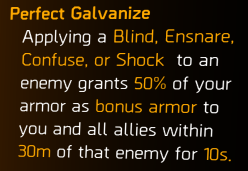 Perfect Galvanize
Applying a Blind, Ensnare,
Confuse, or Shock to an
enemy grants 50% of your
armor as bonus armor to
you and all allies within
30m of that enemy for 10s.